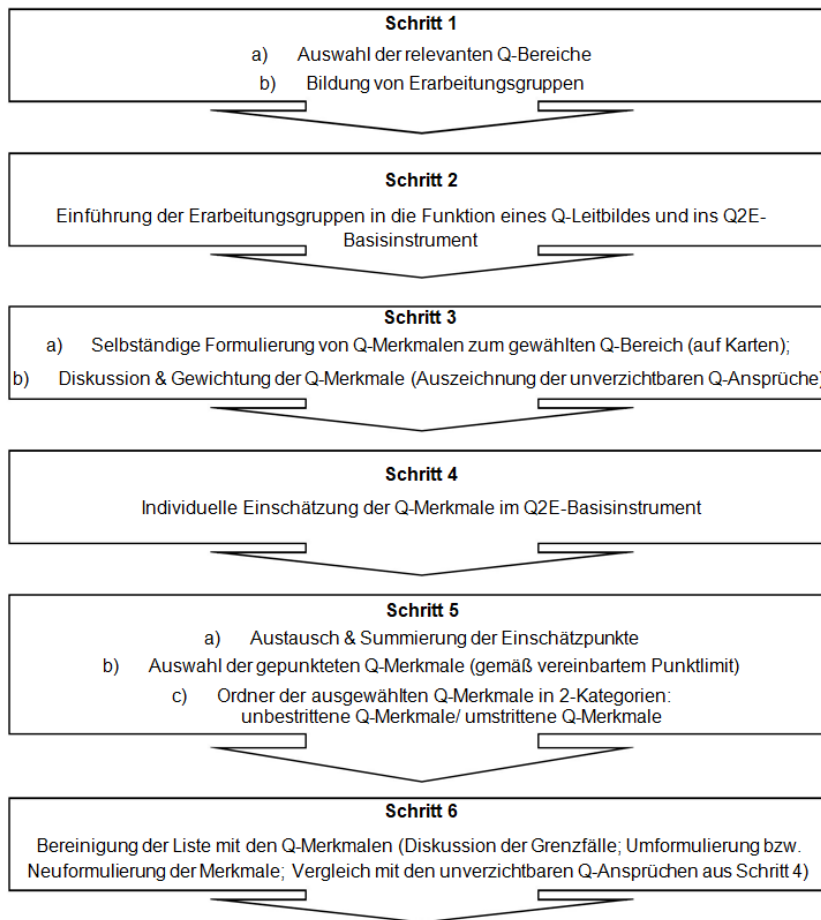 Schritt 1
a) Auswahl der relevanten Q-Bereiche
b) Bildung von Erarbeitungsgruppen
Schritt 2
Einführung der Erarbeitungsgruppen in die Funktion eines Q-Leitbildes und ins Q2E-
Basisinstrument
Schritt 3
a) Selbständige Formulierung von Q-Merkmalen zum gewählten Q-Bereich (auf Karten);
b) Diskussion & Gewichtung der Q-Merkmale (Auszeichnung der unverzichtbaren Q-Ansprüche)
Schritt 4
Individuelle Einschätzung der Q-Merkmale im Q2E-Basisinstrument
Schritt 5
a) Austausch & Summierung der Einschätzpunkte
b) Auswahl der gepunkteten Q-Merkmale (gemäß vereinbartem Punktlimit)
c) Ordner der ausgewählten Q-Merkmale in 2-Kategorien:
unbestrittene Q-Merkmale/ umstrittene Q-Merkmale
Schritt 6
Bereinigung der Liste mit den Q-Merkmalen (Diskussion der Grenzfälle; Umformulierung bzw.
Neuformulierung der Merkmale; Vergleich mit den unverzichtbaren Q-Ansprüchen aus Schritt 4)